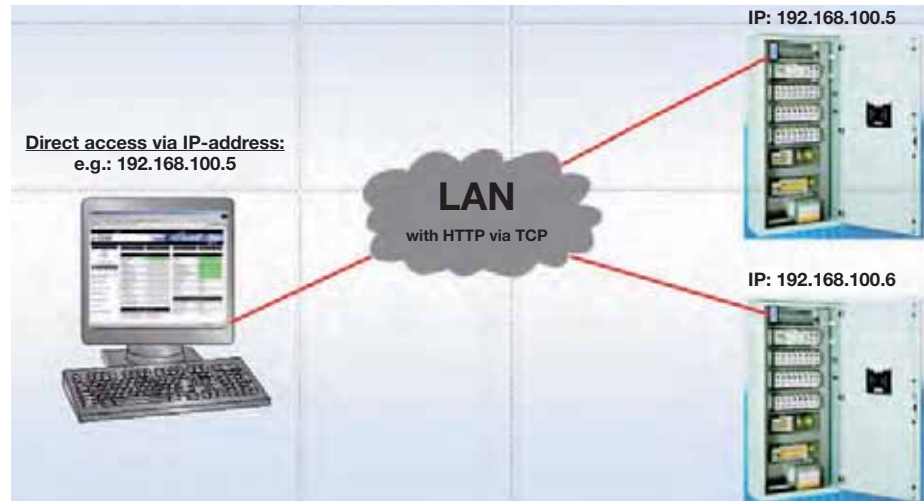 IP: 192.168.100.5
Direct access via IP-address:
e.g.: 192.168.100.5
LAN
with HTTP via TCP
IP: 192.168.100.6